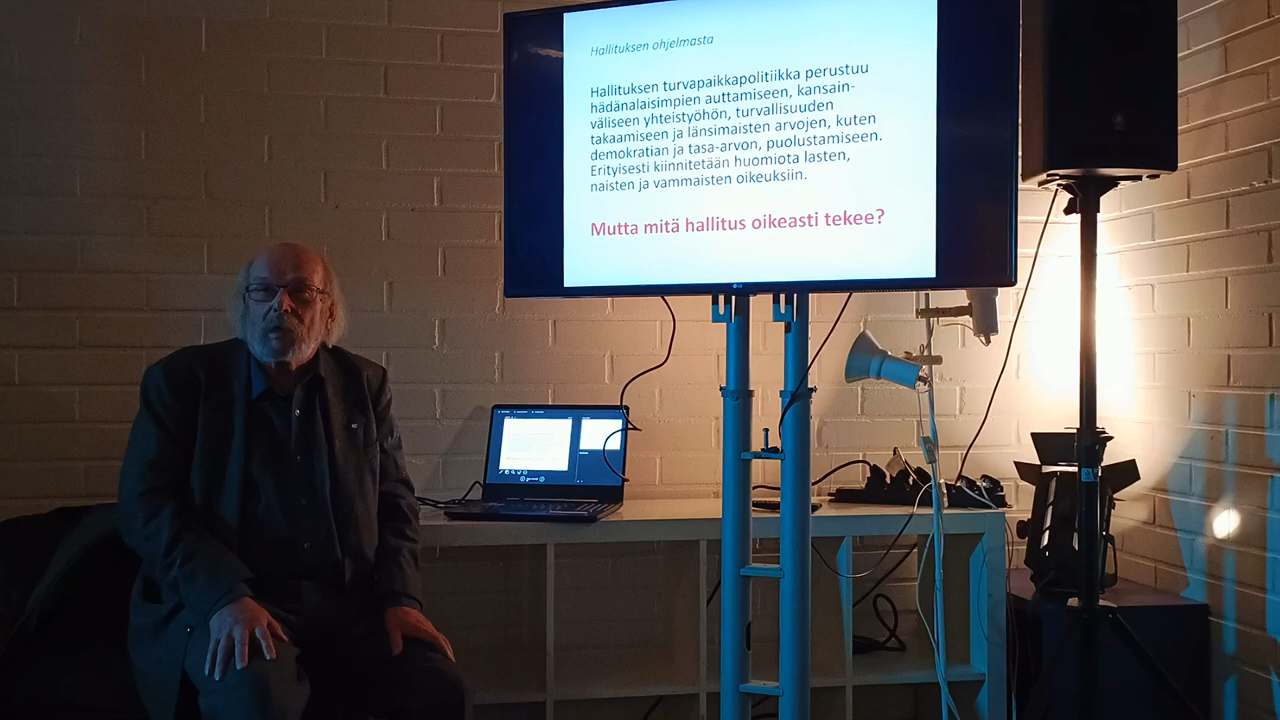 Hallituksen ohjelmasta
Hallituksen turvapaikkapolitiikka perustuu
hädänalaisimpien auttamiseen, kansain-
väliseen yhteistyöhön, turvallisuuden
takaamiseen ja länsimaisten arvojen, kuten
demokratian ja tasa-arvon, puolustamiseen.
Erityisesti kiinnitetään huomiota lasten,
naisten ja vammaisten oikeuksiin.
Mutta mitä hallitus oikeasti tekee?
LG